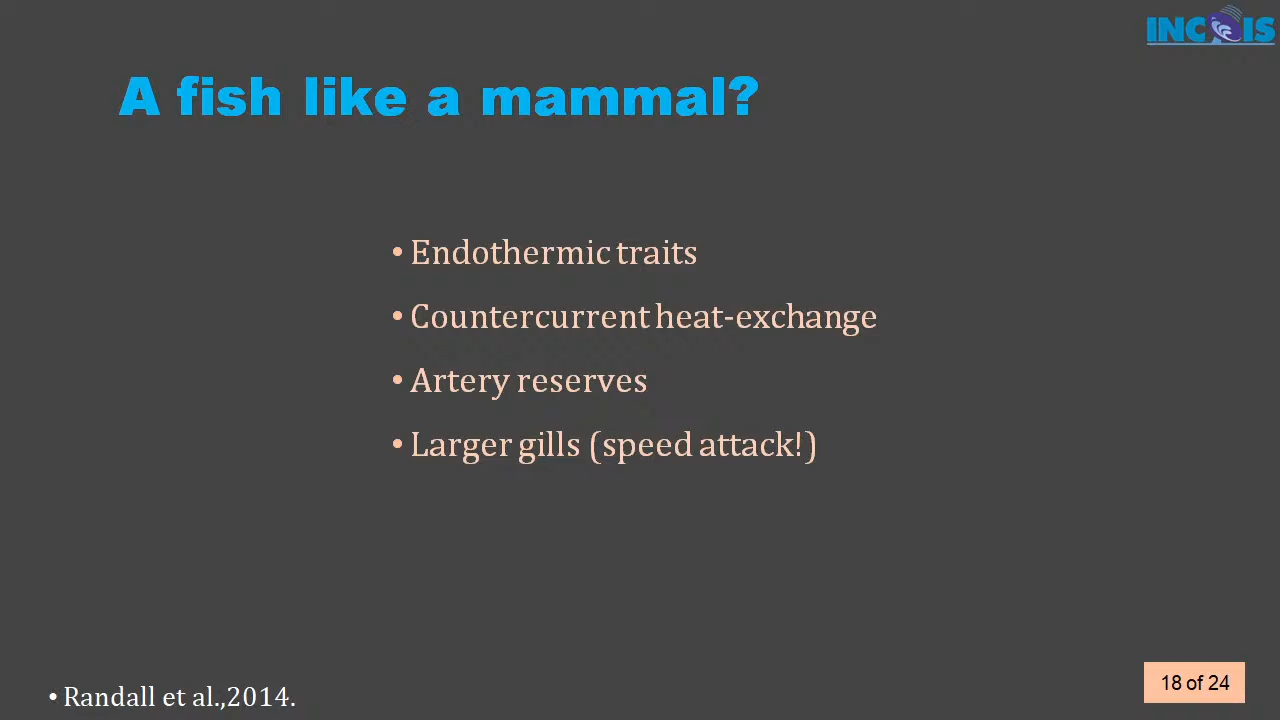 INCOIS
A fish like a mammal?
• Endothermic traits
• Countercurrent heat-exchange
• Artery reserves
• Larger gills (speed attack!)
• Randall et al.,2014.
18 of 24